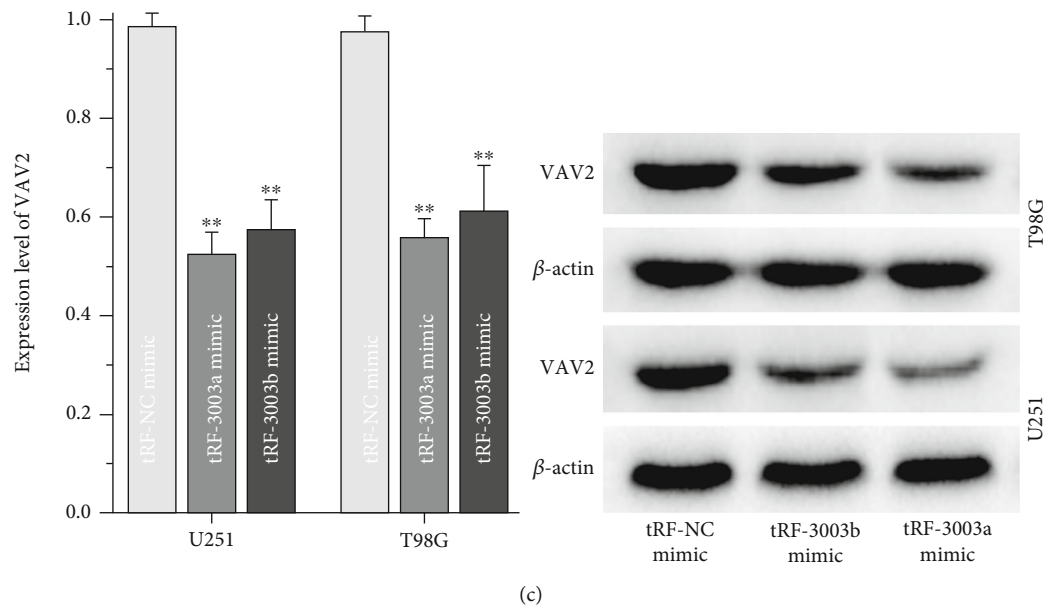 1.0
0.8
0.6
0.4
0.2
0.0
Expression level of VAV2
**
**
**
**
tRF-NC mimic
tRF-3003a mimic
tRF-3003b mimic
tRF-NC mimic
tRF-3003a mimic
tRF-3003b mimic
U251
T98G
VAV2
β-actin
T98G
VAV2
β-actin
U251
tRF-NC
mimic
tRF-3003b
mimic
tRF-3003a
mimic
(c)